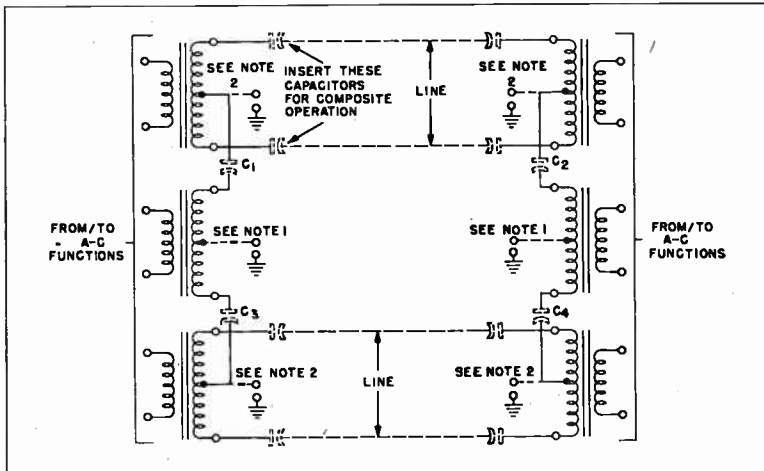 SEE NOTE
2
INSERT THESE
CAPACITORS
FOR COMPOSITE
OPERATION
LINE
SEE NOTE
2
C1
C2
FROM/TO
A-C
FUNCTIONS
SEE NOTE 1
SEE NOTE 1
FROM/TO
A-C
FUNCTIONS
C3
C4
SEE NOTE 2
LINE
SEE NOTE 2